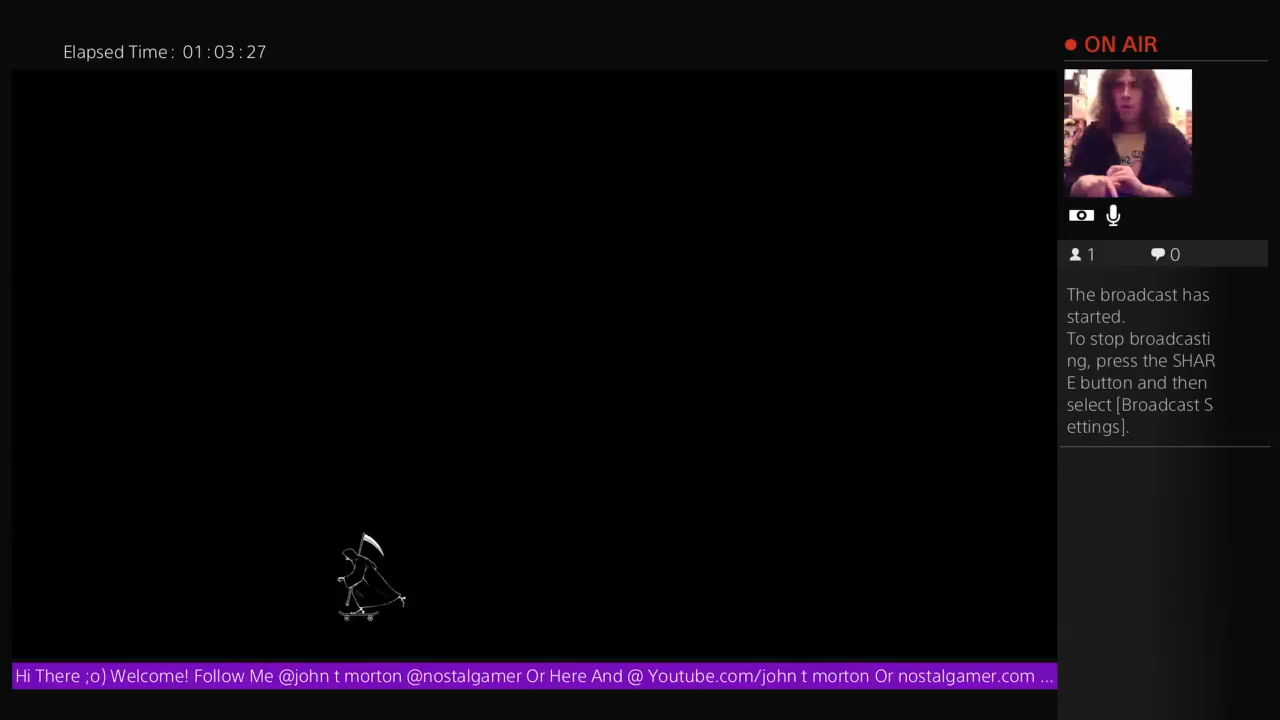 Elapsed Time: 01:03:27
ON AIR
1 0
The broadcast has
started.
To stop broadcasti
ng, press the SHAR
E button and then
select [Broadcast S
ettings].
Hi There ;o) Welcome! Follow Me @john t morton @nostalgamer Or Here And @ Youtube.com/john t morton Or nostalgamer.com ...